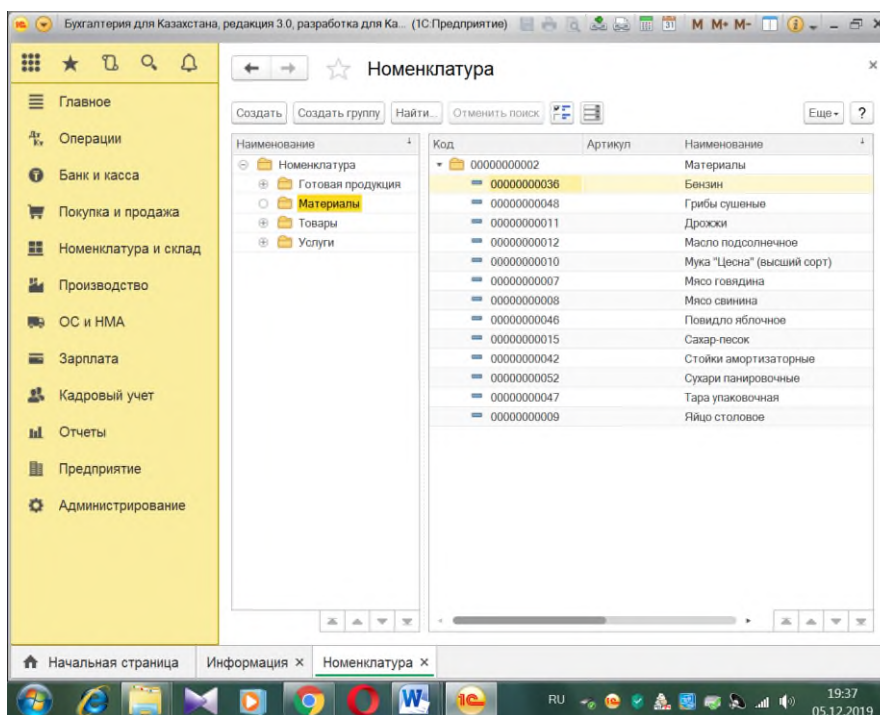 Бухгалтерия для Казахстана, редакция 3.0, разработка для Ка... (1С:Предприятие)
M M+ M-
Номенклатура
Создать Создать группу Найти... Отменить поиск Еще ?
Главное
Операции
Банк и касса
Покупка и продажа
Номенклатура и склад
Производство
ОС и НМА
Зарплата
Кадровый учет
Отчеты
Предприятие
Администрирование
Наименование
Номенклатура
Готовая продукция
Материалы
Товары
Услуги
Код Артикул Наименование
00000000002 Материалы
00000000036 Бензин
00000000048 Грибы сушеные
00000000011 Дрожжи
00000000012 Масло подсолнечное
00000000010 Мука "Цесна" (высший сорт)
00000000007 Мясо говядина
00000000008 Мясо свинина
00000000046 Повидло яблочное
00000000015 Сахар-песок
00000000042 Стойки амортизаторные
00000000052 Сухари панировочные
00000000047 Тара упаковочная
00000000009 Яйцо столовое
Начальная страница Информация × Номенклатура ×
RU 19:37
05.12.2019